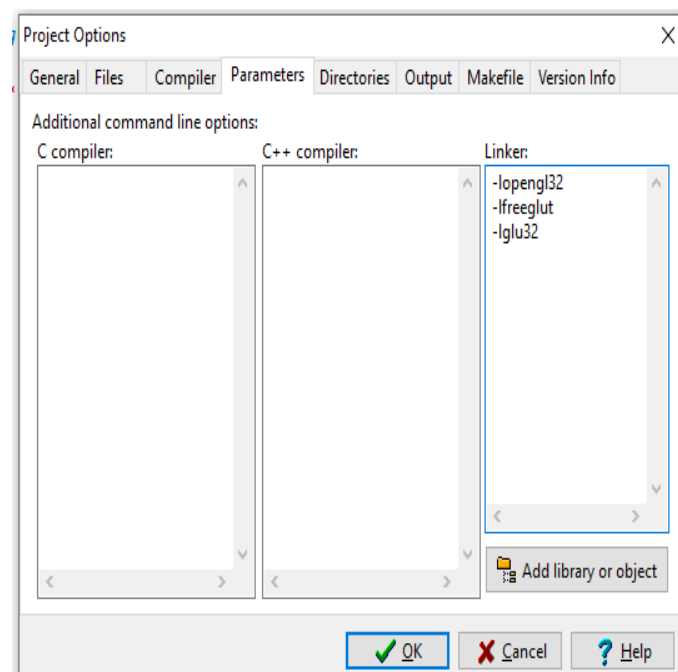 Project Options
General Files Compiler Parameters Directories Output Makefile Version Info
Additional command line options:
C compiler: C++ compiler: Linker:
-lopengl32
-lfreeglut
-lglu32
Add library or object
OK Cancel Help